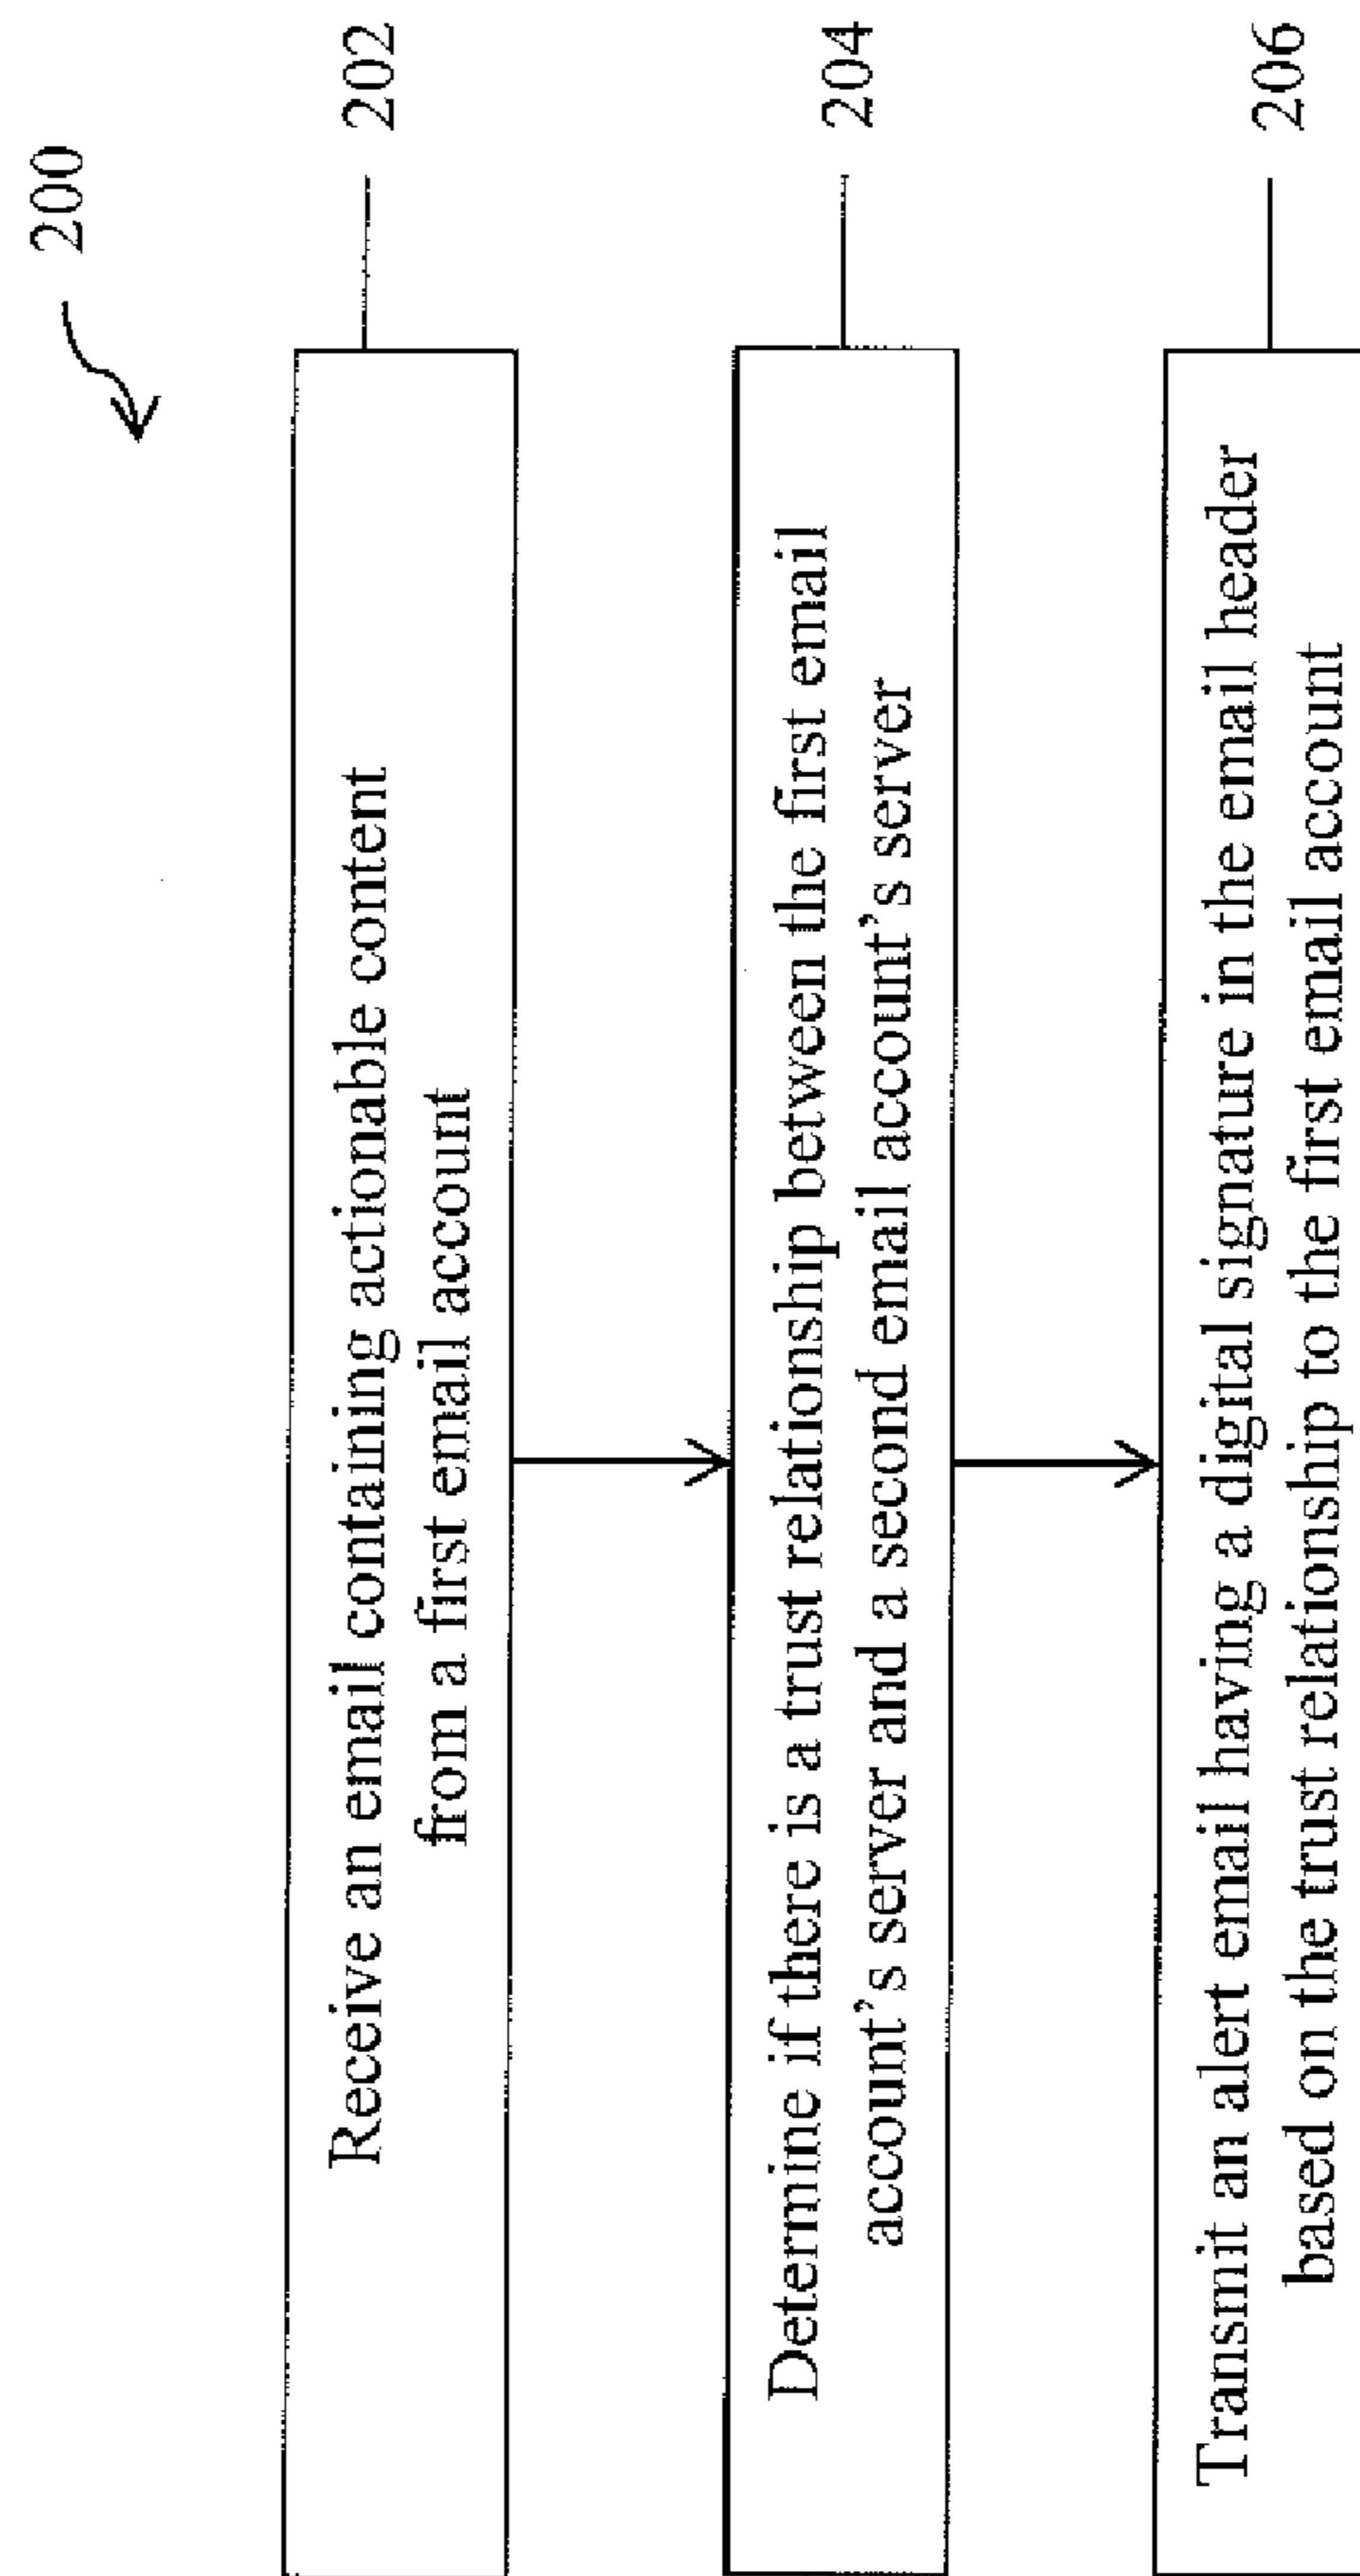 200
Receive an email containing actionable content
from a first email account
202
Determine if there is a trust relationship between the first email
account’s server and a second email account’s server
204
Transmit an alert email having a digital signature in the email header
based on the trust relationship to the first email account
206